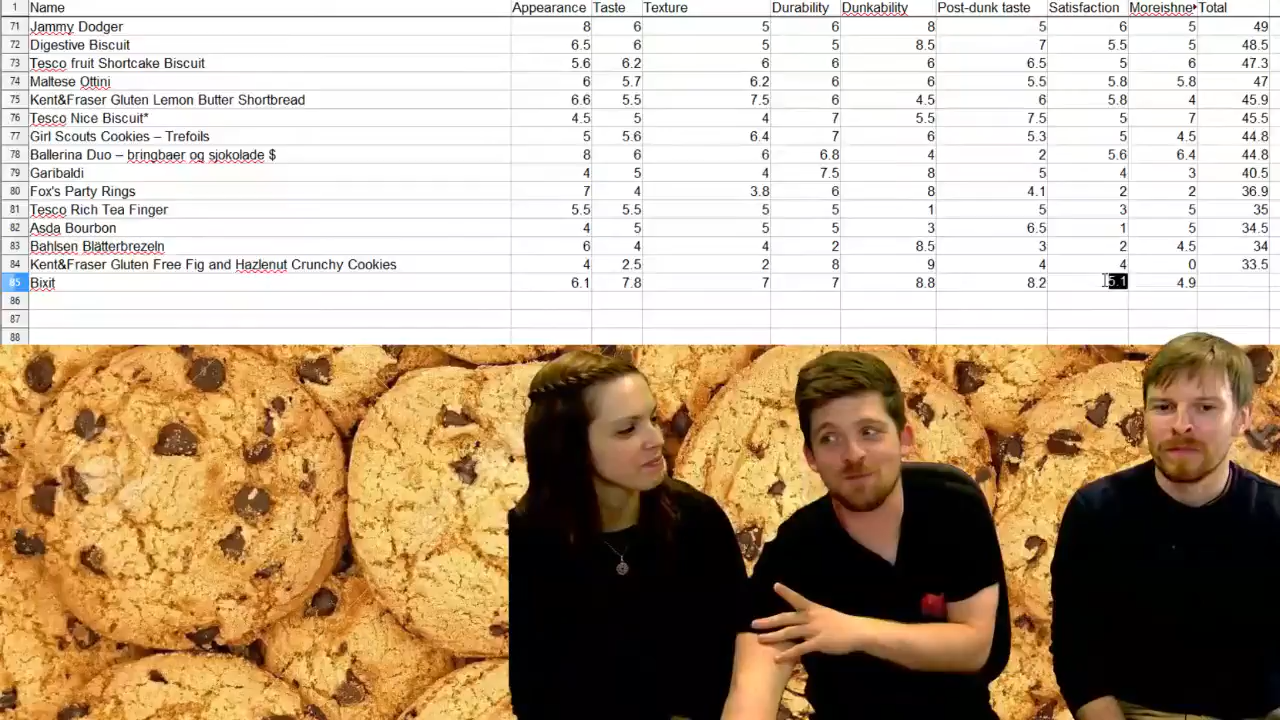 1 Name Appearance Taste Texture Durability Dunkability Post-dunk taste Satisfaction Moreishne Total
71 Jammy Dodger 8 6 5 6 8 5 6 5 49
72 Digestive Biscuit 6.5 6 5 5 8.5 7 5.5 5 48.5
73 Tesco fruit Shortcake Biscuit 5.6 6.2 6 6 6 6.5 5 6 47.3
74 Maltese Ottini 6 5.7 6.2 6 6 5.5 5.8 5.8 47
75 Kent&Fraser Gluten Lemon Butter Shortbread 6.6 5.5 7.5 6 4.5 6 5.8 4 45.9
76 Tesco Nice Biscuit* 4.5 5 4 7 5.5 7.5 5 7 45.5
77 Girl Scouts Cookies – Trefoils 5 5.6 6.4 7 6 5.3 5 4.5 44.8
78 Ballerina Duo – bringbaer og sjokolade $ 8 6 6 6.8 4 2 5.6 6.4 44.8
79 Garibaldi 4 5 4 7.5 8 5 4 3 40.5
80 Fox's Party Rings 7 4 3.8 6 8 4.1 2 2 36.9
81 Tesco Rich Tea Finger 5.5 5.5 5 5 1 5 3 5 35
82 Asda Bourbon 4 5 5 5 3 6.5 1 5 34.5
83 Bahlsen Blätterbrezeln 6 4 4 2 8.5 3 2 4.5 34
84 Kent&Fraser Gluten Free Fig and Hazlenut Crunchy Cookies 4 2.5 2 8 9 4 4 0 33.5
85 Bixit 6.1 7.8 7 7 8.8 8.2 5.1 4.9
86
87
88